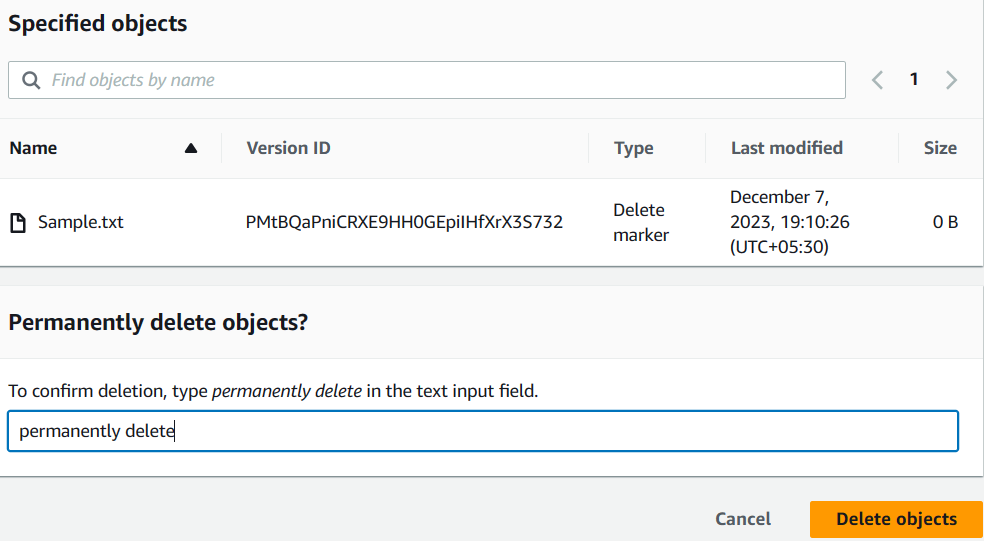 Specified objects
Find objects by name
1
Name Version ID Type Last modified Size
Sample.txt PMtBQaPniCRXE9HH0GEpiIHfXrX3S732 Delete marker December 7, 2023, 19:10:26 (UTC+05:30) 0 B
Permanently delete objects?
To confirm deletion, type permanently delete in the text input field.
permanently delete
Cancel Delete objects